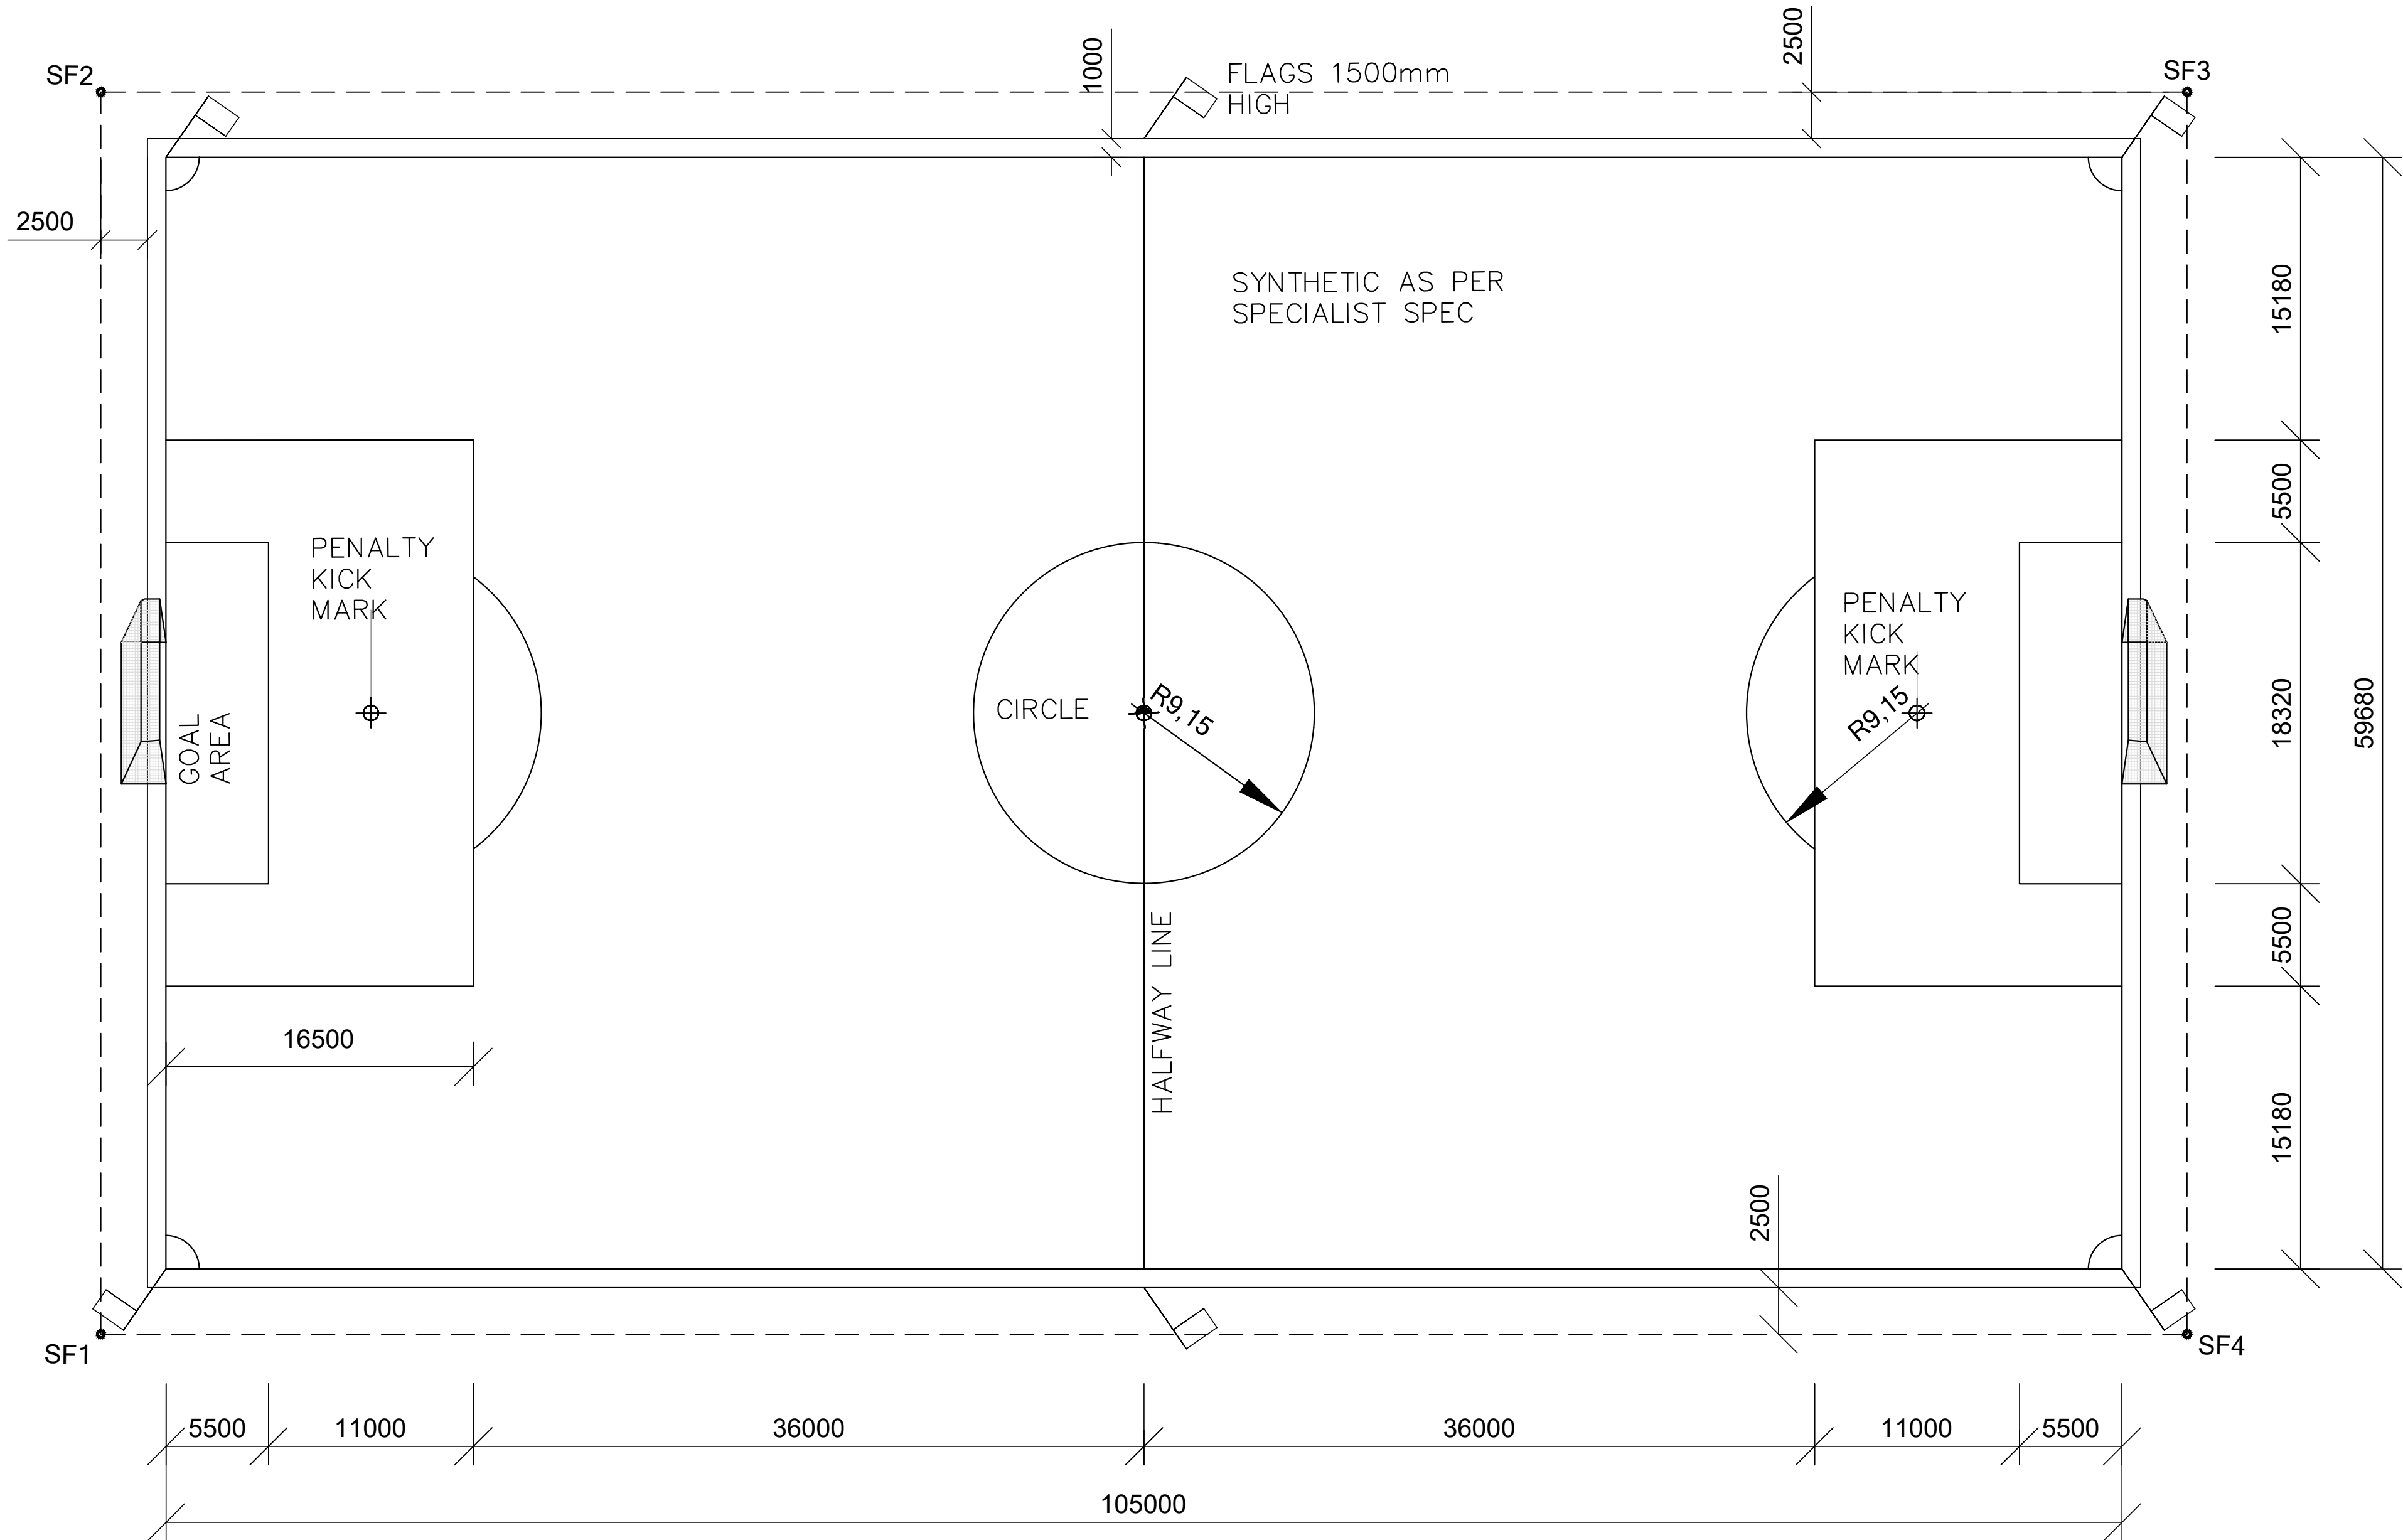 2500
1000
SF2
FLAGS 1500mm
HIGH
SF3
2500
SYNTHETIC AS PER
SPECIALIST SPEC
15180
5500
PENALTY
KICK
MARK
PENALTY
KICK
MARK
GOAL
AREA
CIRCLE
R9,15
R9,15
18320
59680
HALFWAY LINE
5500
16500
15180
2500
SF1
SF4
5500
11000
36000
36000
11000
5500
105000